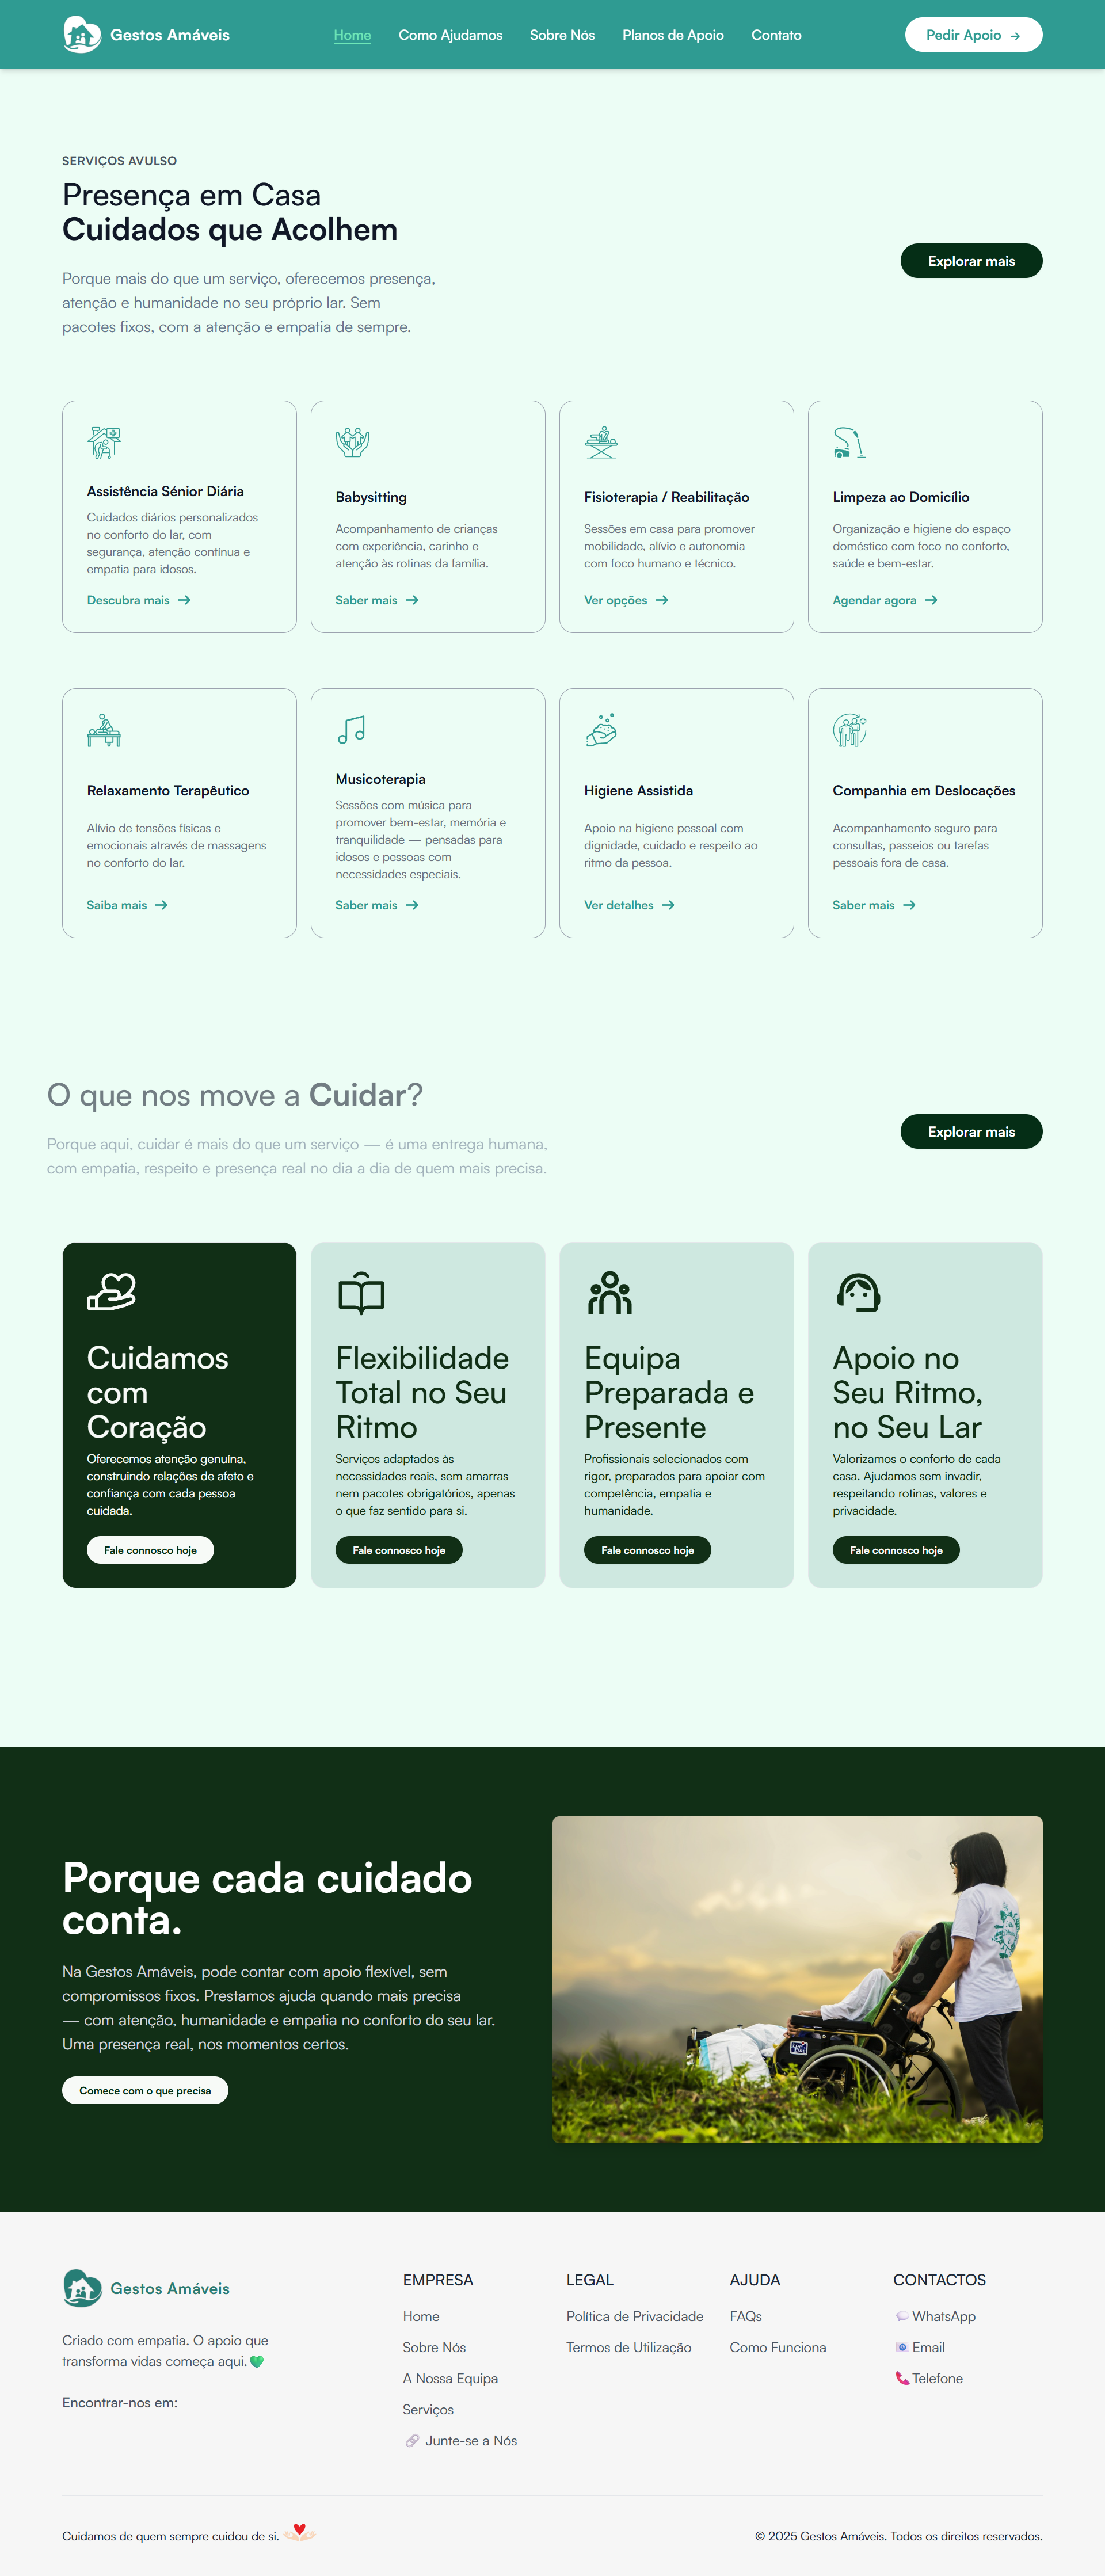 Gestos Amáveis
Home
Como Ajudamos
Sobre Nós
Planos de Apoio
Contato
Pedir Apoio →
SERVIÇOS AVULSO
Presença em Casa
Cuidados que Acolhem
Porque mais do que um serviço, oferecemos presença,
atenção e humanidade no seu próprio lar. Sem
pacotes fixos, com a atenção e empatia de sempre.
Explorar mais
Assistência Sénior Diária
Cuidados diários personalizados
no conforto do lar, com
segurança, atenção contínua e
empatia para idosos.
Descubra mais →
Babysitting
Acompanhamento de crianças
com experiência, carinho e
atenção às rotinas da família.
Saber mais →
Fisioterapia / Reabilitação
Sessões em casa para promover
mobilidade, alívio e autonomia
com foco humano e técnico.
Ver opções →
Limpeza ao Domicílio
Organização e higiene do espaço
doméstico com foco no conforto,
saúde e bem-estar.
Agendar agora →
Relaxamento Terapêutico
Alívio de tensões físicas e
emocionais através de massagens
no conforto do lar.
Saiba mais →
Musicoterapia
Sessões com música para
promover bem-estar, memória e
tranquilidade — pensadas para
idosos e pessoas com
necessidades especiais.
Saber mais →
Higiene Assistida
Apoio na higiene pessoal com
dignidade, cuidado e respeito ao
ritmo da pessoa.
Ver detalhes →
Companhia em Deslocações
Acompanhamento seguro para
consultas, passeios ou tarefas
pessoais fora de casa.
Saber mais →
O que nos move a Cuidar?
Porque aqui, cuidar é mais do que um serviço — é uma entrega humana,
com empatia, respeito e presença real no dia a dia de quem mais precisa.
Explorar mais
Cuidamos
com
Coração
Oferecemos atenção genuína,
construindo relações de afeto e
confiança com cada pessoa
cuidada.
Fale connosco hoje
Flexibilidade
Total no Seu
Ritmo
Serviços adaptados às
necessidades reais, sem amarras
nem pacotes obrigatórios, apenas
o que faz sentido para si.
Fale connosco hoje
Equipa
Preparada e
Presente
Profissionais selecionados com
rigor, preparados para apoiar com
competência, empatia e
humanidade.
Fale connosco hoje
Apoio no
Seu Ritmo,
no Seu Lar
Valorizamos o conforto de cada
casa. Ajudamos sem invadir,
respeitando rotinas, valores e
privacidade.
Fale connosco hoje
Porque cada cuidado
conta.
Na Gestos Amáveis, pode contar com apoio flexível, sem
compromissos fixos. Prestamos ajuda quando mais precisa
— com atenção, humanidade e empatia no conforto do seu lar.
Uma presença real, nos momentos certos.
Comece com o que precisa
Gestos Amáveis
Criado com empatia. O apoio que
transforma vidas começa aqui.💚
Encontrar-nos em:
EMPRESA
Home
Sobre Nós
A Nossa Equipa
Serviços
🔗 Junte-se a Nós
LEGAL
Política de Privacidade
Termos de Utilização
AJUDA
FAQs
Como Funciona
CONTACTOS
💬WhatsApp
📧Email
📞Telefone
Cuidamos de quem sempre cuidou de si.
© 2025 Gestos Amáveis. Todos os direitos reservados.